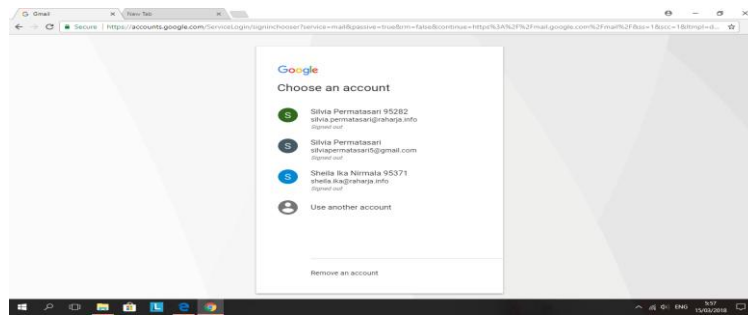 Gmail
New Tab
Secure | https://accounts.google.com/ServiceLogin/signinchooser?service=mail&passive=true&rm=false&continue=https%3A%2F%2Fmail.google.com%2Fmail%2F&ss=1&scc=1&ltmpl=d...
Google
Choose an account
S
Silvia Permatasari 95282
silvia.permatasari@raharja.info
Signed out
S
Silvia Permatasari
silviapermatasari5@gmail.com
Signed out
S
Sheila Ika Nirmala 95371
sheila.ika@raharja.info
Signed out
Use another account
Remove an account
ENG
5:57
15/03/2018